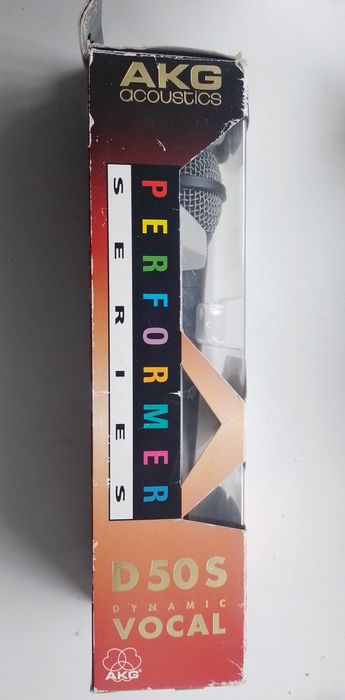 AKG
acoustics
PERFORMER
SERIES
D50S
DYNAMIC
VOCAL
AKG®